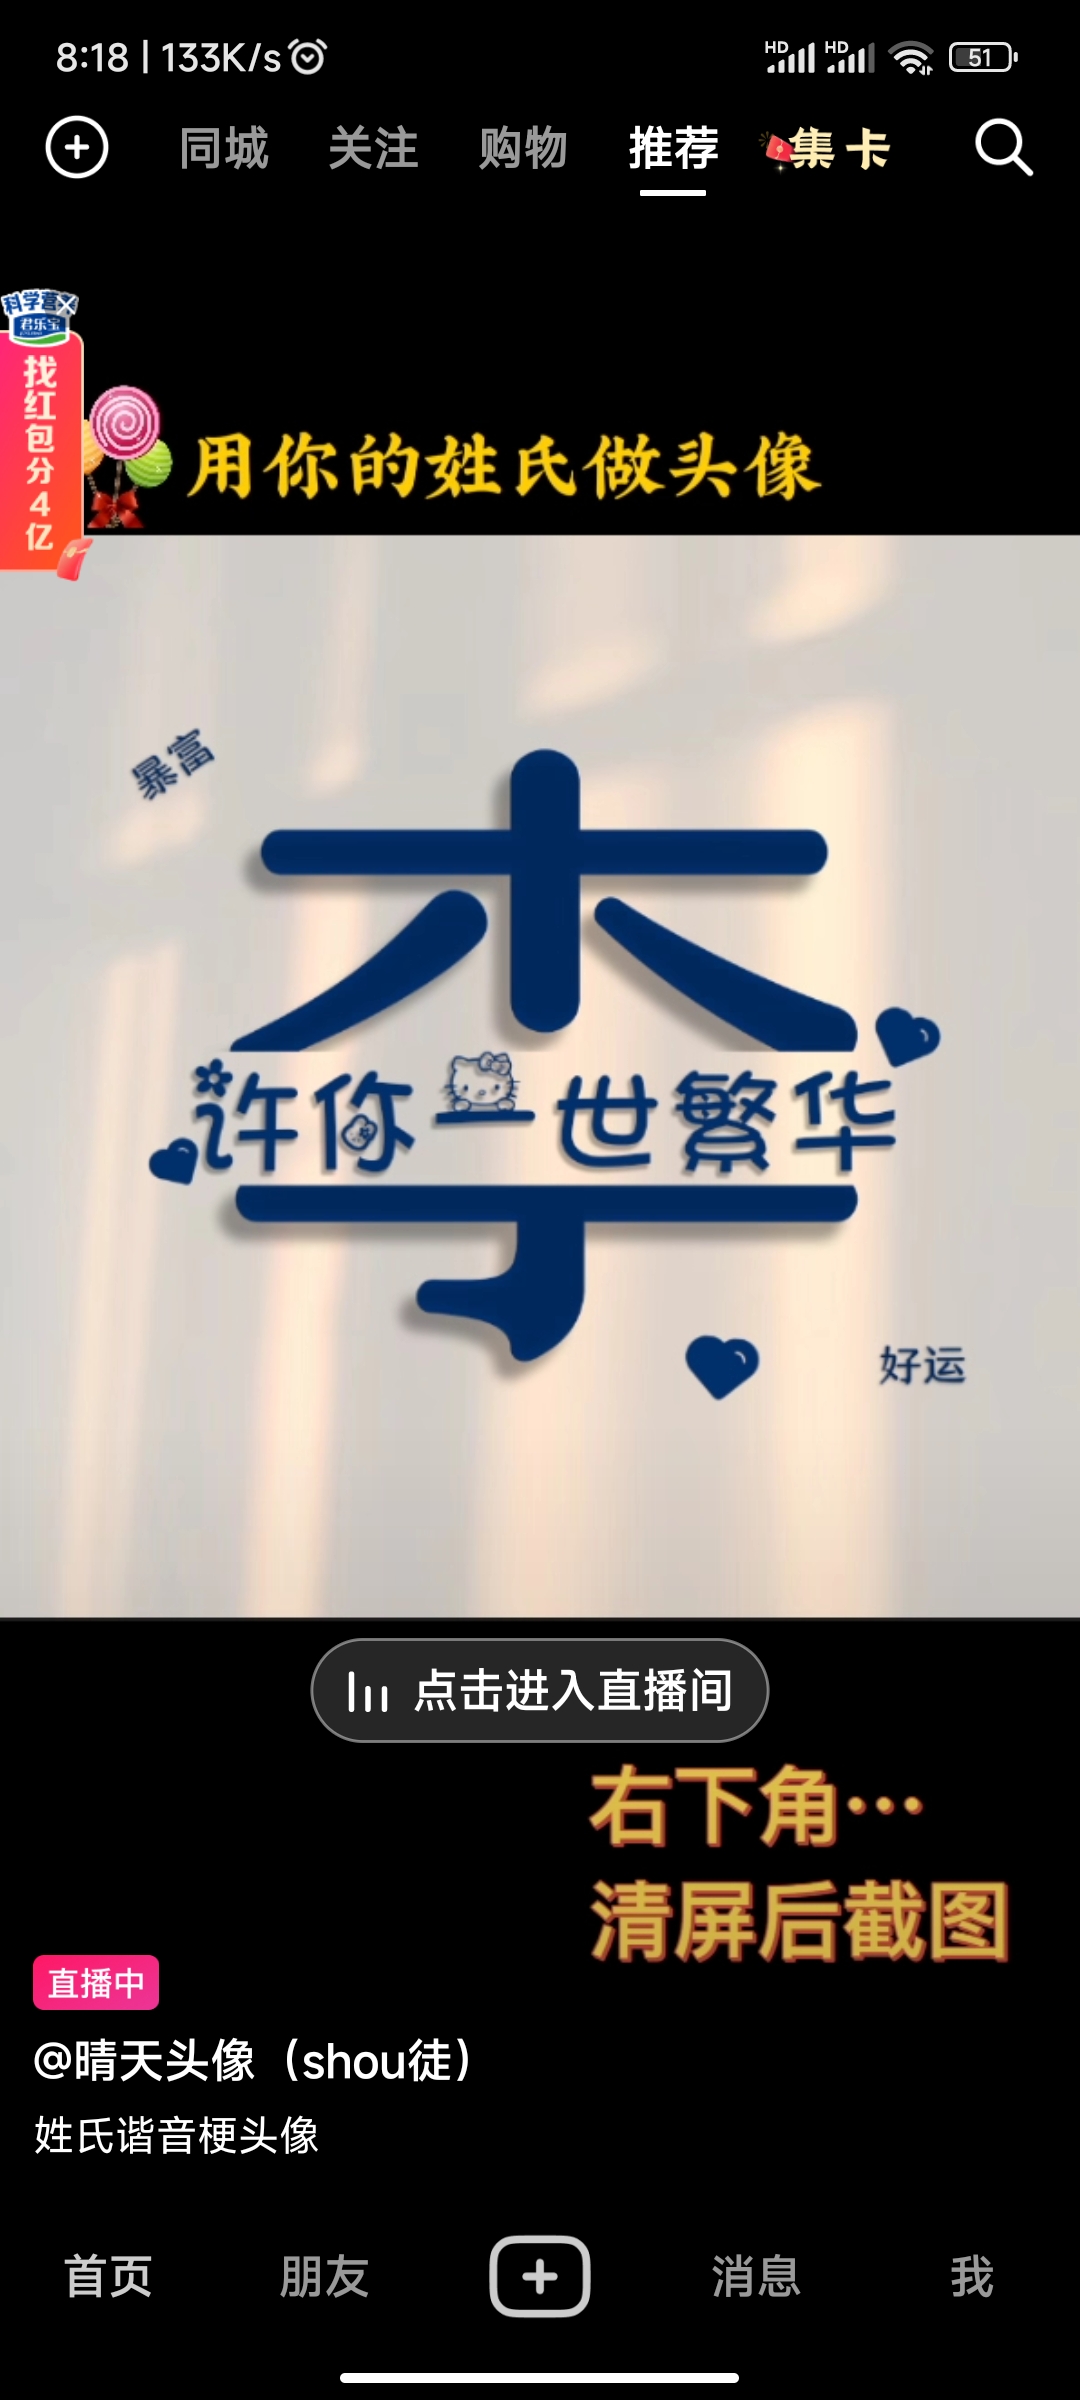 8:18 | 133K/s
HD HD 51
同城 关注 购物 推荐 集卡
科学营养
君乐宝
找红包分4亿
用你的姓氏做头像
暴富
李
许你一世繁华
好运
点击进入直播间
右下角···
清屏后截图
直播中
@晴天头像（shou徒）
姓氏谐音梗头像
首页 朋友 消息 我